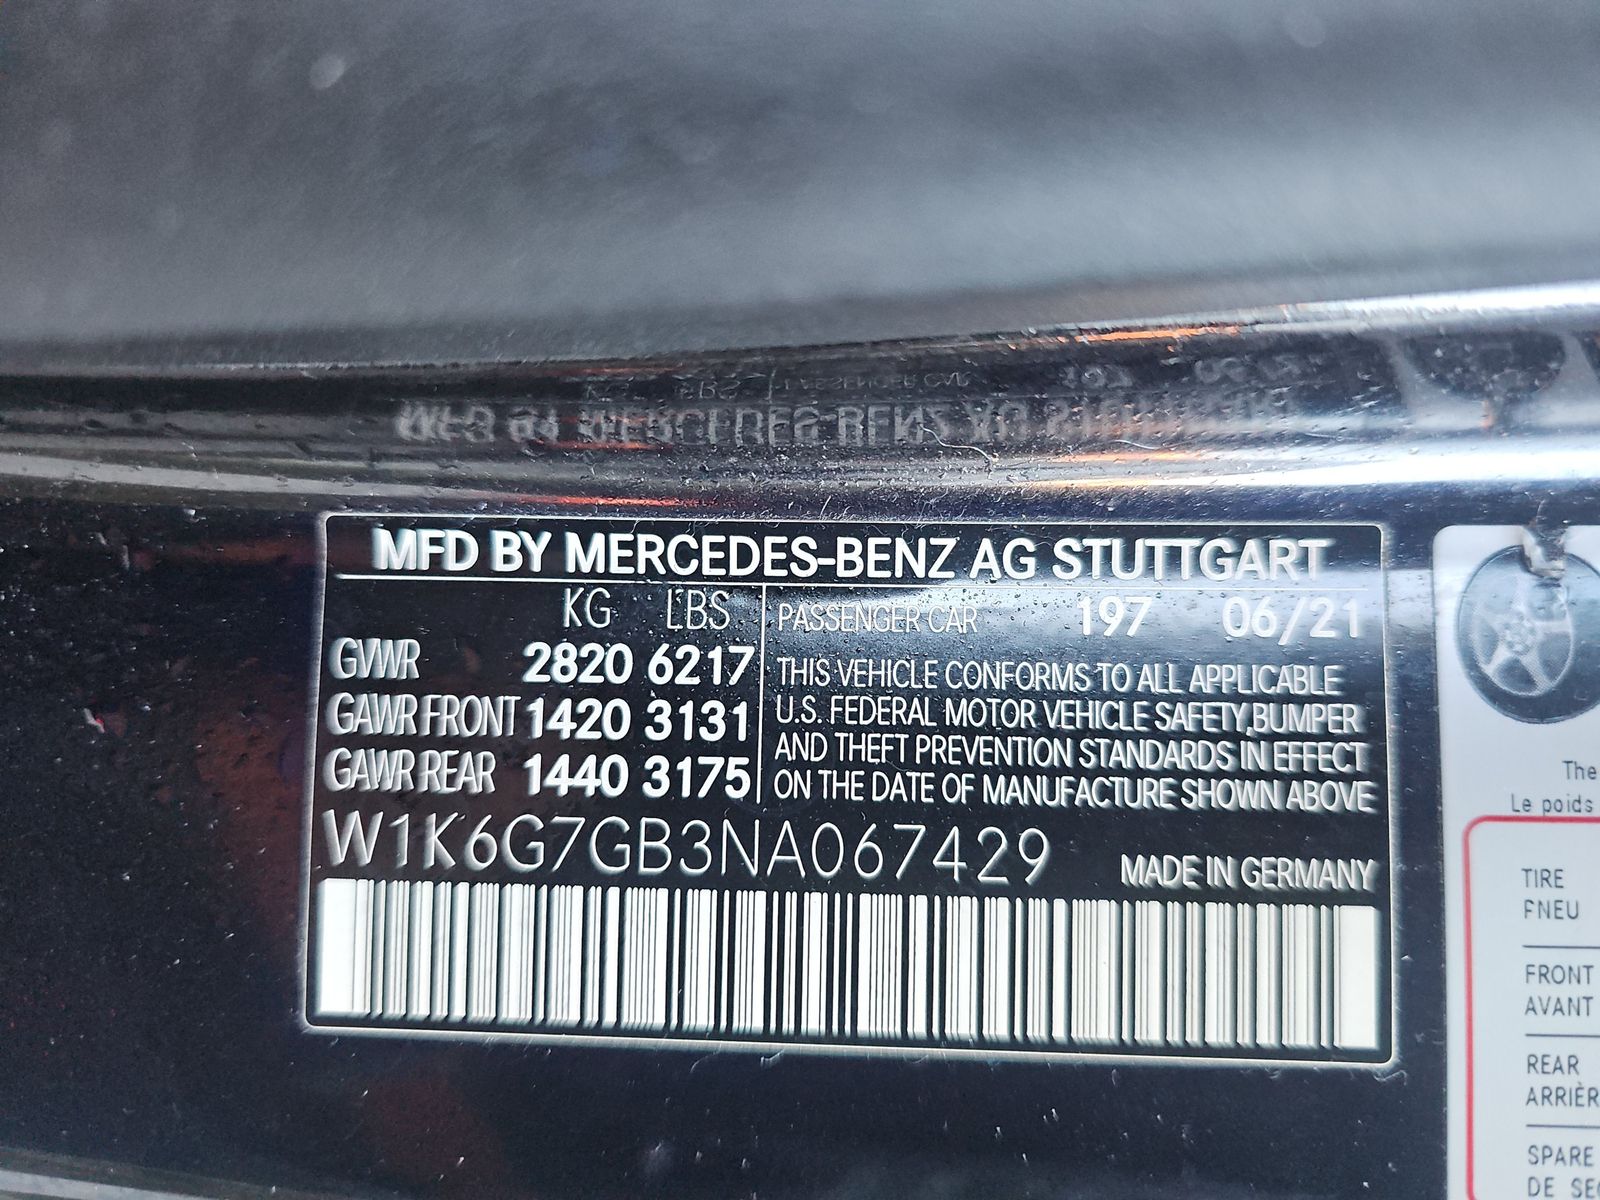 MFD BY MERCEDES-BENZ AG STUTTGART
KG LBS
GVWR 2820 6217
GAWR FRONT 1420 3131
GAWR REAR 1440 3175
PASSENGER CAR 197 06/21
THIS VEHICLE CONFORMS TO ALL APPLICABLE
U.S. FEDERAL MOTOR VEHICLE SAFETY,BUMPER
AND THEFT PREVENTION STANDARDS IN EFFECT
ON THE DATE OF MANUFACTURE SHOWN ABOVE
W1K6G7GB3NA067429
MADE IN GERMANY
The
Le poids
TIRE
PNEU
FRONT
AVANT
REAR
SPARE
DE